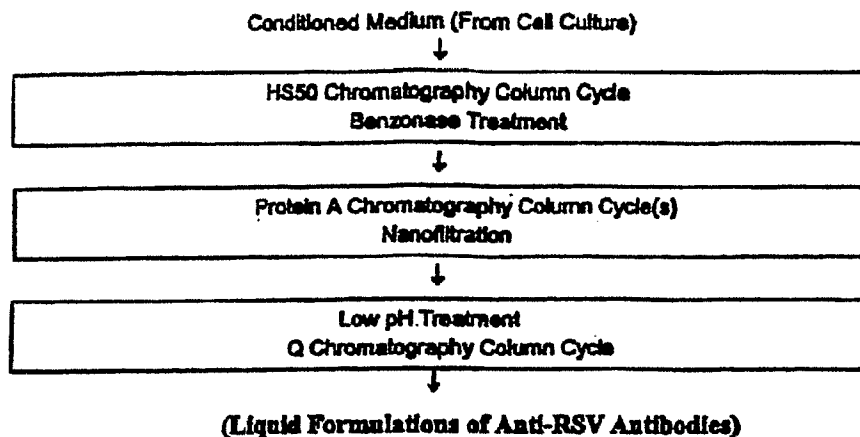 Conditioned Medium (From Cell Culture)
HS50 Chromatography Column Cycle
Benzonase Treatment
Protein A Chromatography Column Cycle(s)
Nanofiltration
Low pH Treatment
Q Chromatography Column Cycle
(Liquid Formulations of Anti-RSV Antibodies)